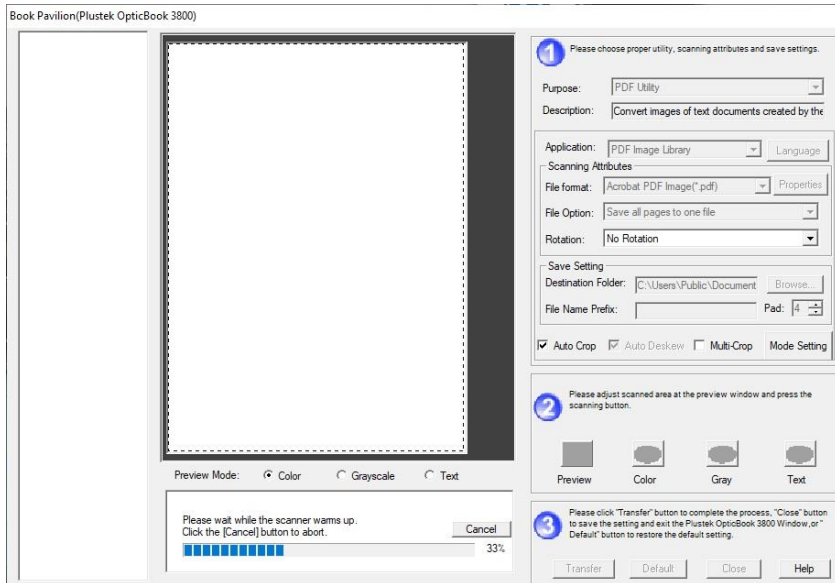 Book Pavilion(Plustek OpticBook 3800)
1 Please choose proper utility, scanning attributes and save settings.
Purpose: PDF Utility
Description: Convert images of text documents created by the
Application: PDF Image Library Language
Scanning Attributes
File format: Acrobat PDF Image(*.pdf) Properties
File Option: Save all pages to one file
Rotation: No Rotation
Save Setting
Destination Folder: C:\Users\Public\Document Browse...
File Name Prefix: Pad: 4
Auto Crop Auto Deskew Multi-Crop Mode Setting
2 Please adjust scanned area at the preview window and press the
scanning button.
Preview Color Gray Text
Preview Mode: Color Grayscale Text
Please wait while the scanner warms up.
Click the [Cancel] button to abort. Cancel
33%
3 Please click "Transfer" button to complete the process, "Close" button
to save the setting and exit the Plustek OpticBook 3800 Window,or "
Default" button to restore the default setting.
Transfer Default Close Help